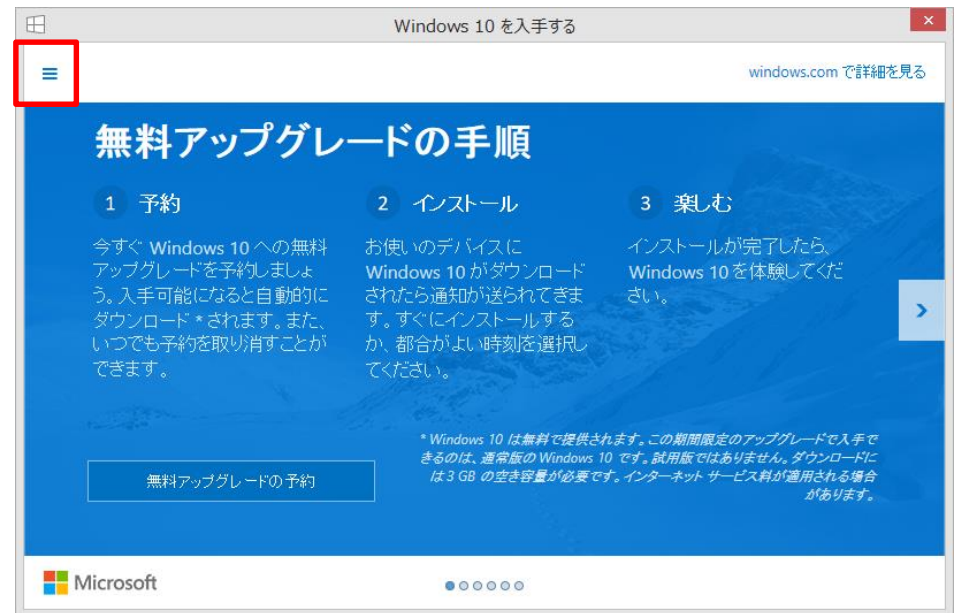 Windows 10 を入手する
windows.com で詳細を見る
無料アップグレードの手順
1 予約
今すぐ Windows 10 への無料
アップグレードを予約しましょ
う。入手可能になると自動的に
ダウンロード * されます。また、
いつでも予約を取り消すことが
できます。
2 インストール
お使いのデバイスに
Windows 10 がダウンロード
されたら通知が送られてきま
す。すぐにインストールする
か、都合がよい時刻を選択し
てください。
3 楽しむ
インストールが完了したら、
Windows 10 を体験してくだ
さい。
* Windows 10 は無料で提供されます。この期間限定のアップグレードで入手で
きるのは、通常版の Windows 10 です。試用版ではありません。ダウンロードに
は 3 GB の空き容量が必要です。インターネット サービス料が適用される場合
があります。
無料アップグレードの予約
Microsoft